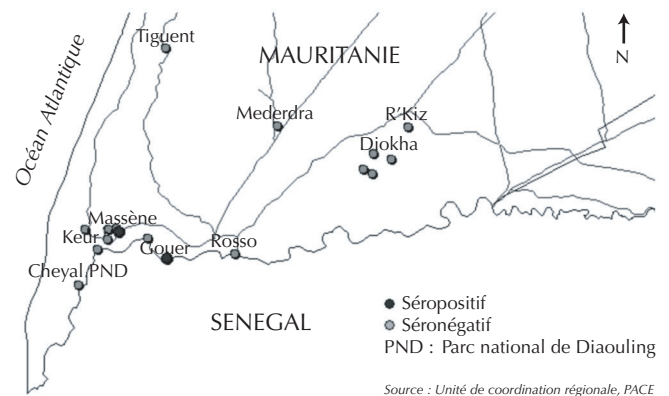 Tiguent
MAURITANIE
N
Océan Atlantique
Mederdra
R'Kiz
Djokha
Massène
Keur
Gouer
Rosso
Cheyal PND
SENEGAL
Séropositif
Séronégatif
PND : Parc national de Diaouling
Source : Unité de coordination régionale, PACE